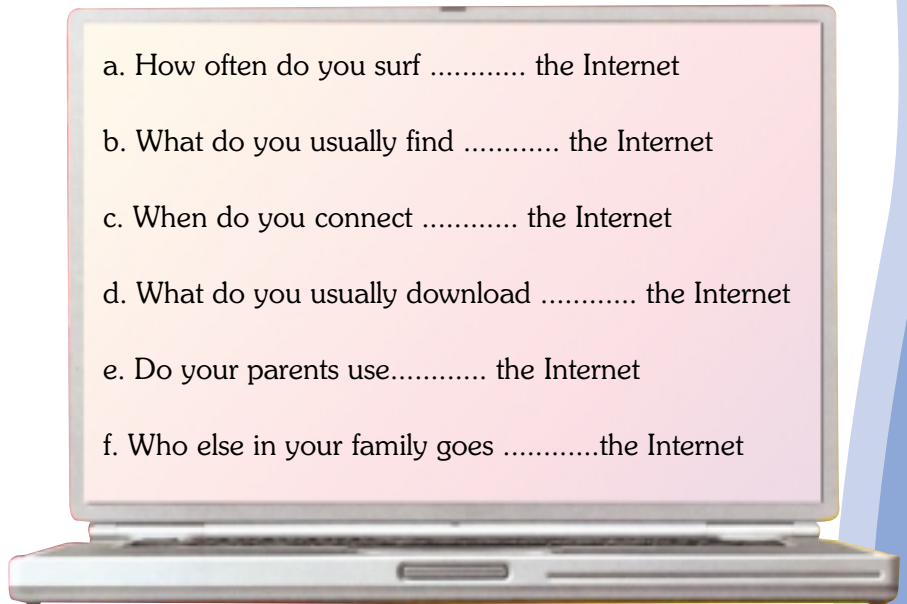 a. How often do you surf ............ the Internet
b. What do you usually find ............ the Internet
c. When do you connect ............ the Internet
d. What do you usually download ............ the Internet
e. Do your parents use............ the Internet
f. Who else in your family goes ............the Internet